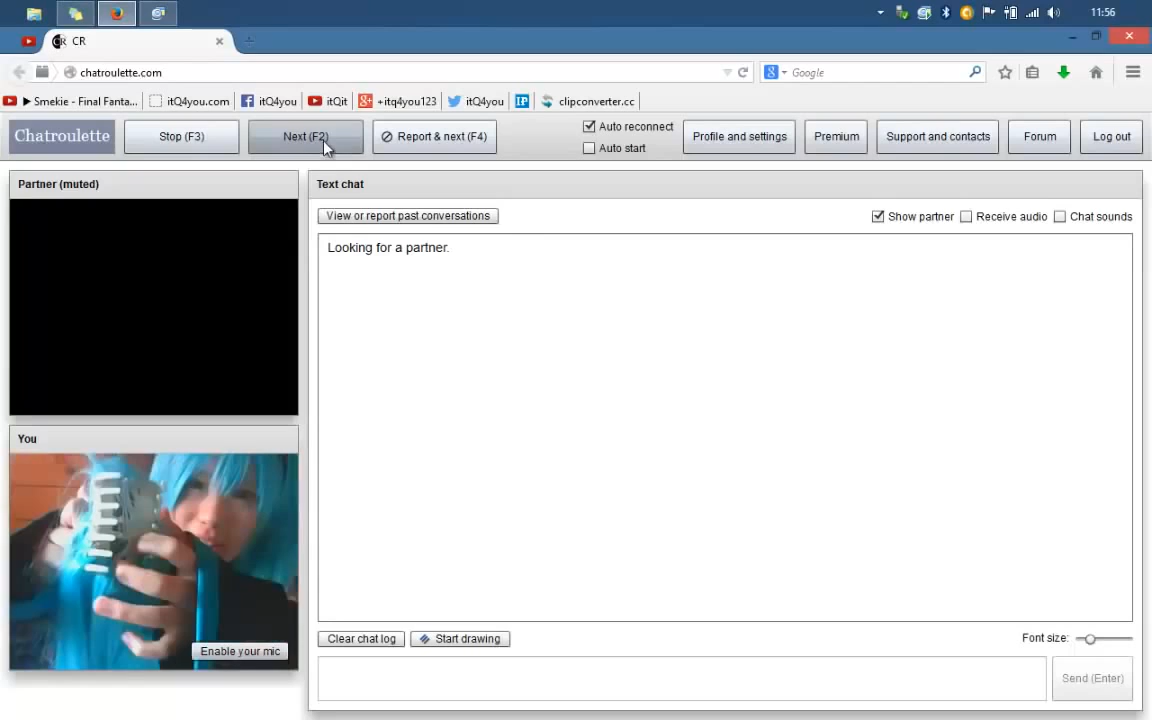 11:56
CR
chatroulette.com
Google
Smekie - Final Fanta...
itQ4you.com
itQ4you
itQit
+itq4you123
itQ4you
IP
clipconverter.cc
Chatroulette
Stop (F3)
Next (F2)
Report & next (F4)
Auto reconnect
Auto start
Profile and settings
Premium
Support and contacts
Forum
Log out
Partner (muted)
Text chat
View or report past conversations
Show partner
Receive audio
Chat sounds
Looking for a partner.
You
Enable your mic
Clear chat log
Start drawing
Font size:
Send (Enter)